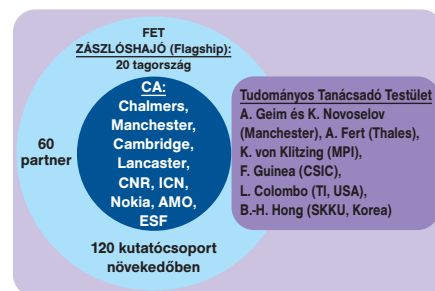 FET
ZÁSZLÓSHAJÓ (Flagship):
20 tagország
CA:
Chalmers,
Manchester,
Cambridge,
Lancaster,
CNR, ICN,
Nokia, AMO,
ESF
60
partner
120 kutatócsoport
növekedőben
Tudományos Tanácsadó Testület
A. Geim és K. Novoselov
(Manchester), A. Fert (Thales),
K. von Klitzing (MPI),
F. Guinea (CSIC),
L. Colombo (TI, USA),
B.-H. Hong (SKKU, Korea)